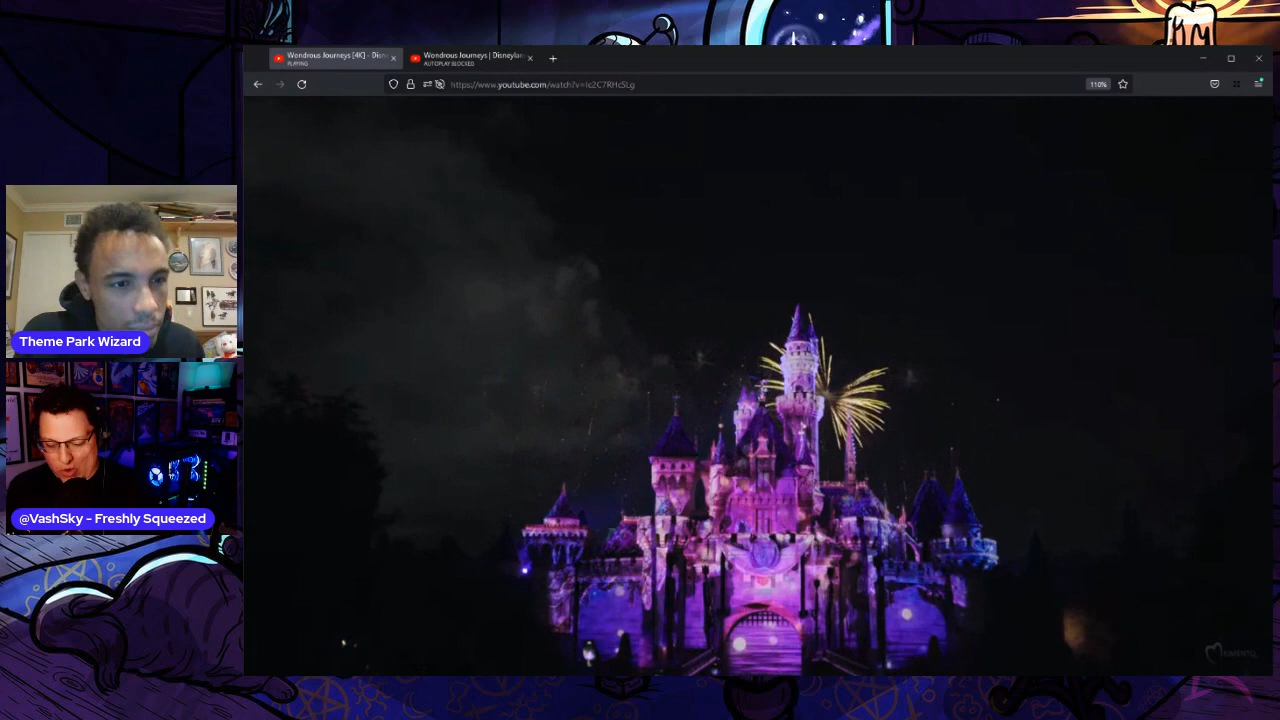 Wondrous Journeys [4K] - Disn
PLAYING
Wondrous Journeys | Disneylan
AUTOPLAY BLOCKED
https://www.youtube.com/watch?v=
110%
Theme Park Wizard
@VashSky - Freshly Squeezed